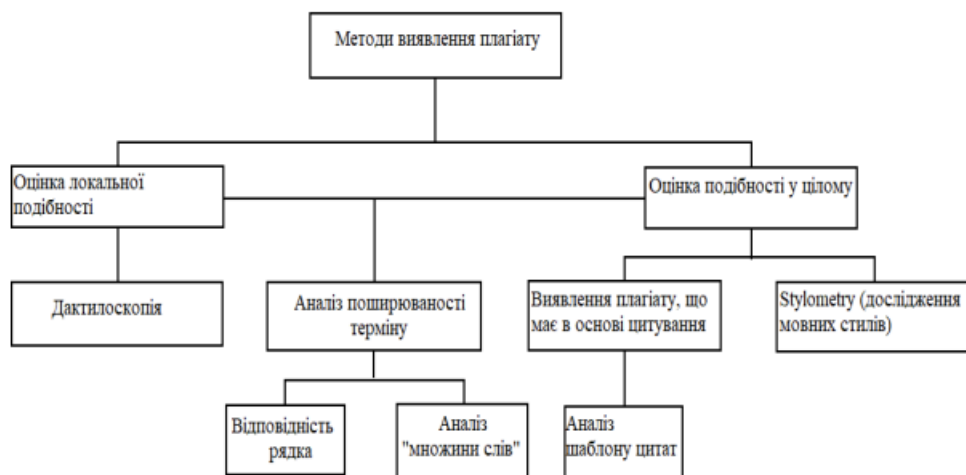 Методи виявлення плагіату
Оцінка локальної
подібності
Оцінка подібності у цілому
Дактилоскопія
Аналіз поширюваності
терміну
Виявлення плагіату, що
має в основі цитування
Stylometry (дослідження
мовних стилів)
Відповідність
рядка
Аналіз
"множини слів"
Аналіз
шаблону цитат